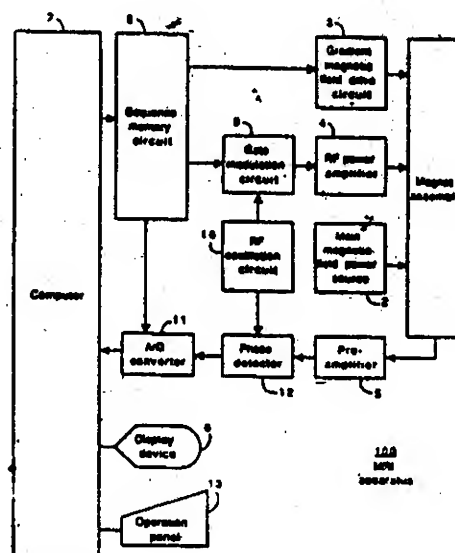 7
8
3
Gradient
magnetic
field drive
circuit
Sequence
memory
circuit
9
4
Gate
modulation
circuit
RF power
amplifier
Magnet
assembly
10
RF
oscillation
circuit
Main
magnetic-
field power
source
2
Computer
11
A/D
converter
Phase
detector
Pre-
amplifier
12
5
Display
device
6
100
MRI
apparatus
13
Operation
panel